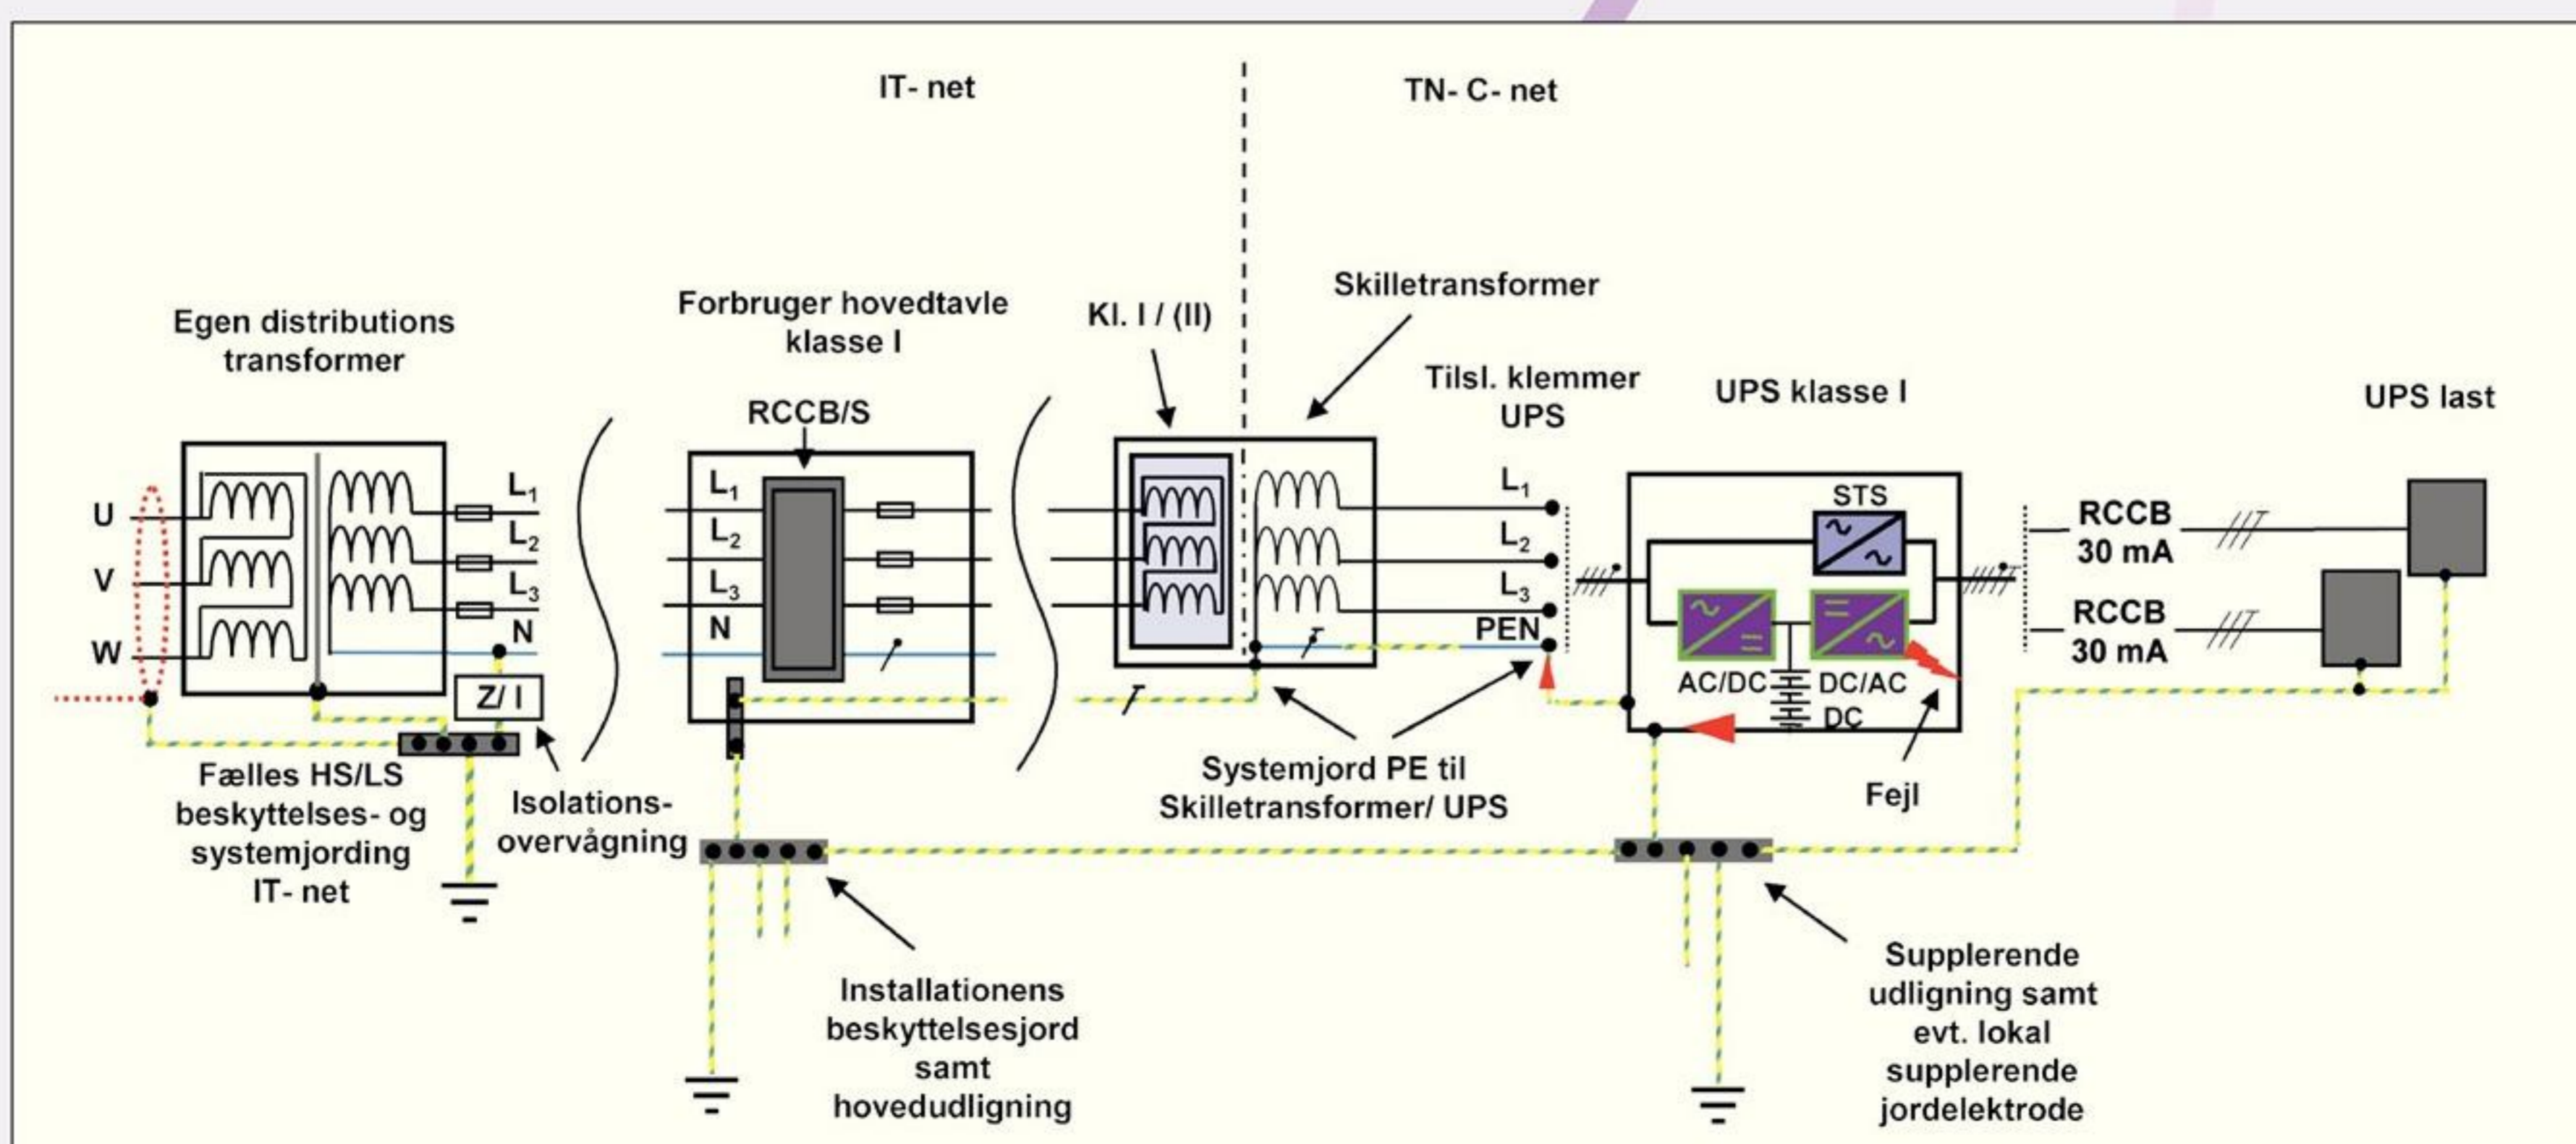 IT- net
TN- C- net
Egen distributions
transformer
Forbruger hovedtavle
klasse I
RCCB/S
Kl. I / (II)
Skilletransformer
Tilsl. klemmer
UPS
UPS klasse I
UPS last
U
V
W
L1
L2
L3
N
Z/ I
L1
L2
L3
N
L1
L2
L3
PEN
STS
AC/DC
DC/AC
DC
RCCB
30 mA
RCCB
30 mA
Fælles HS/LS
beskyttelses- og
systemjording
IT- net
Isolations-
overvågning
Systemjord PE til
Skilletransformer/ UPS
Fejl
Installationens
beskyttelsesjord
samt
hovedudligning
Supplerende
udligning samt
evt. lokal
supplerende
jordelektrode